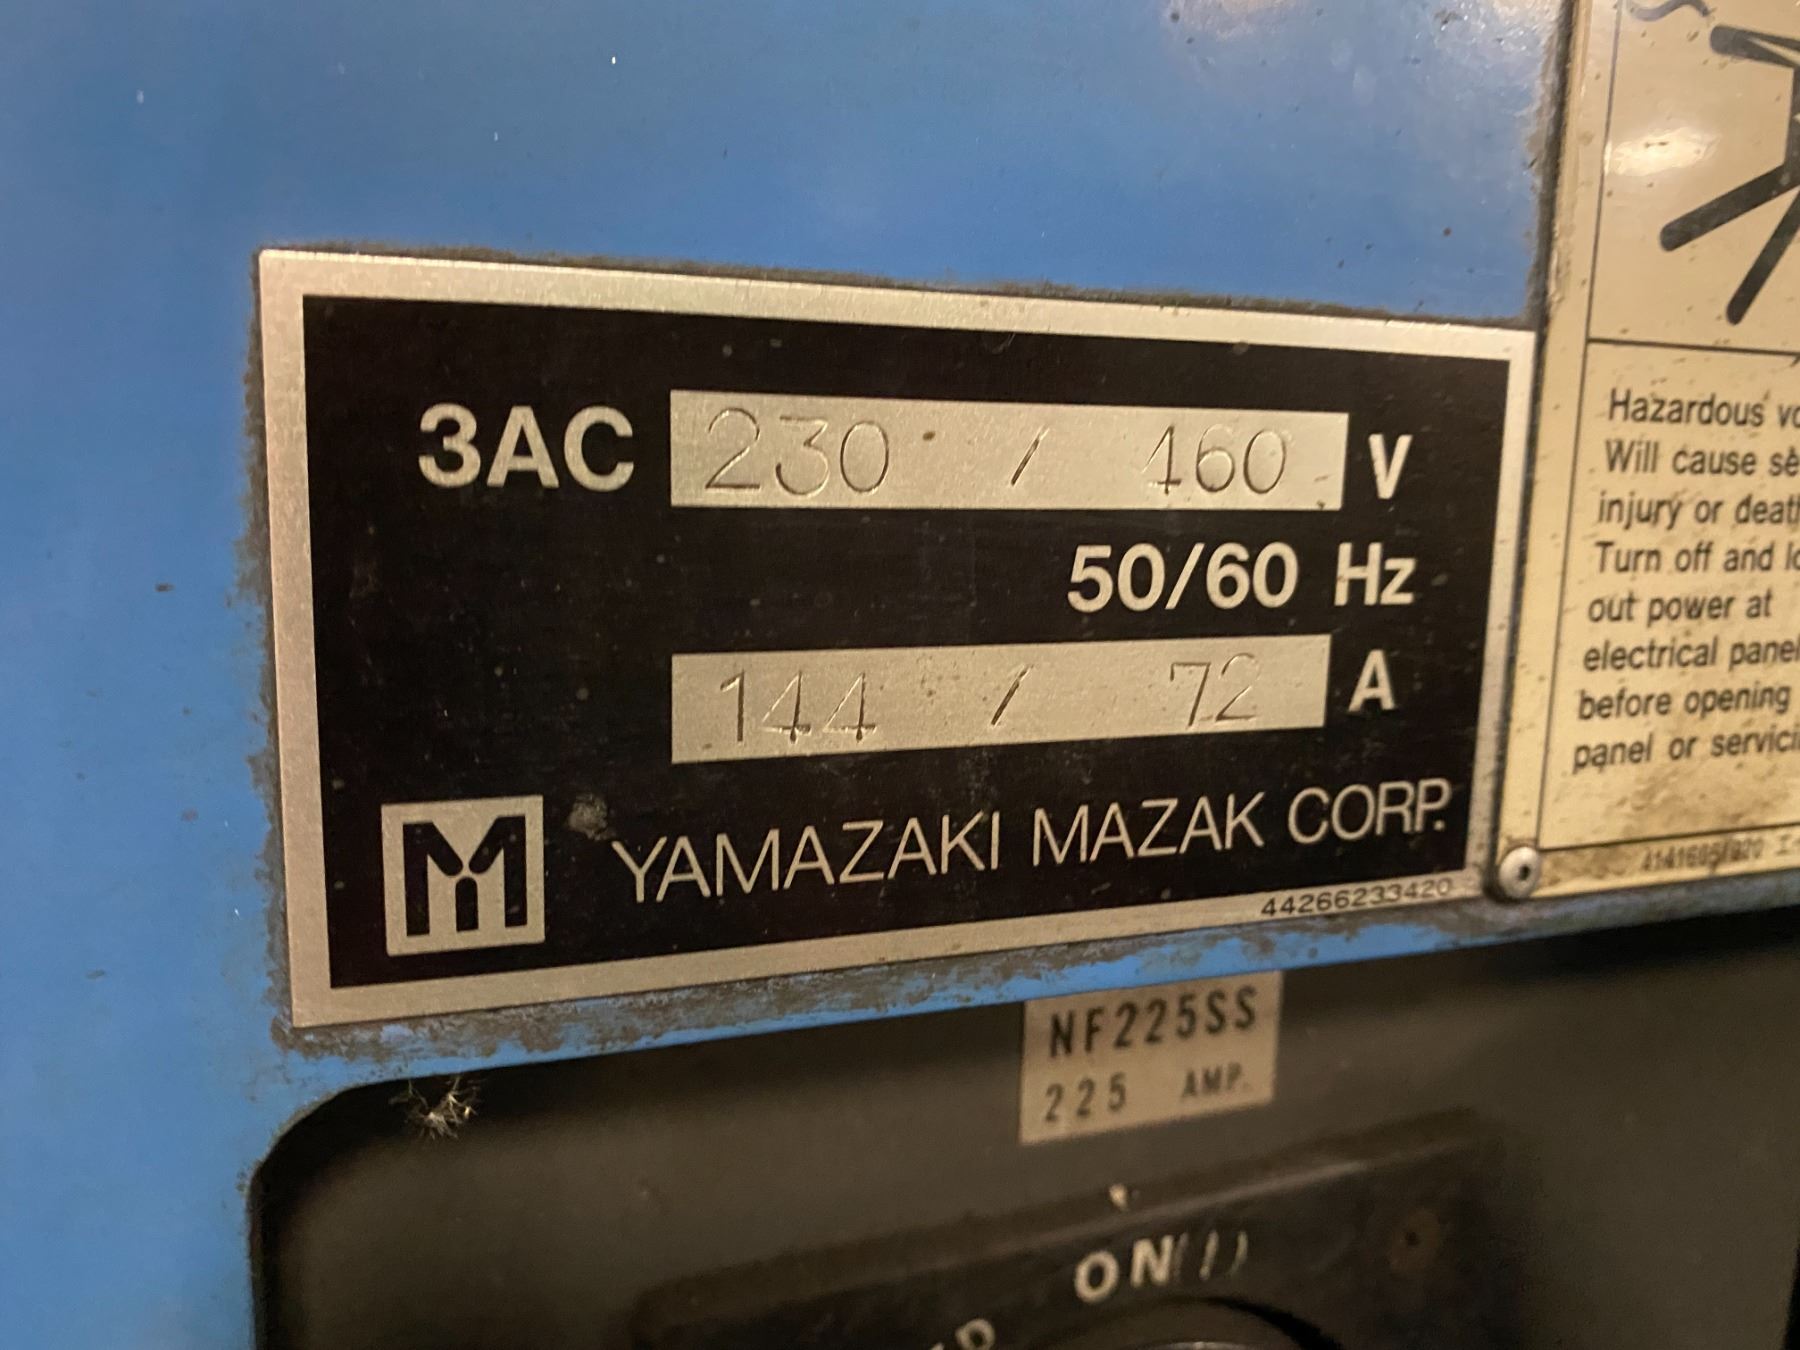 3AC 230 / 460 V
50/60 Hz
144 / 72 A
YAMAZAKI MAZAK CORP.
44266233420
Hazardous
Will cause
injury or death
Turn off and
out power at
electrical panel
before opening
panel or
NF225SS
225 AMP.
ON(I)